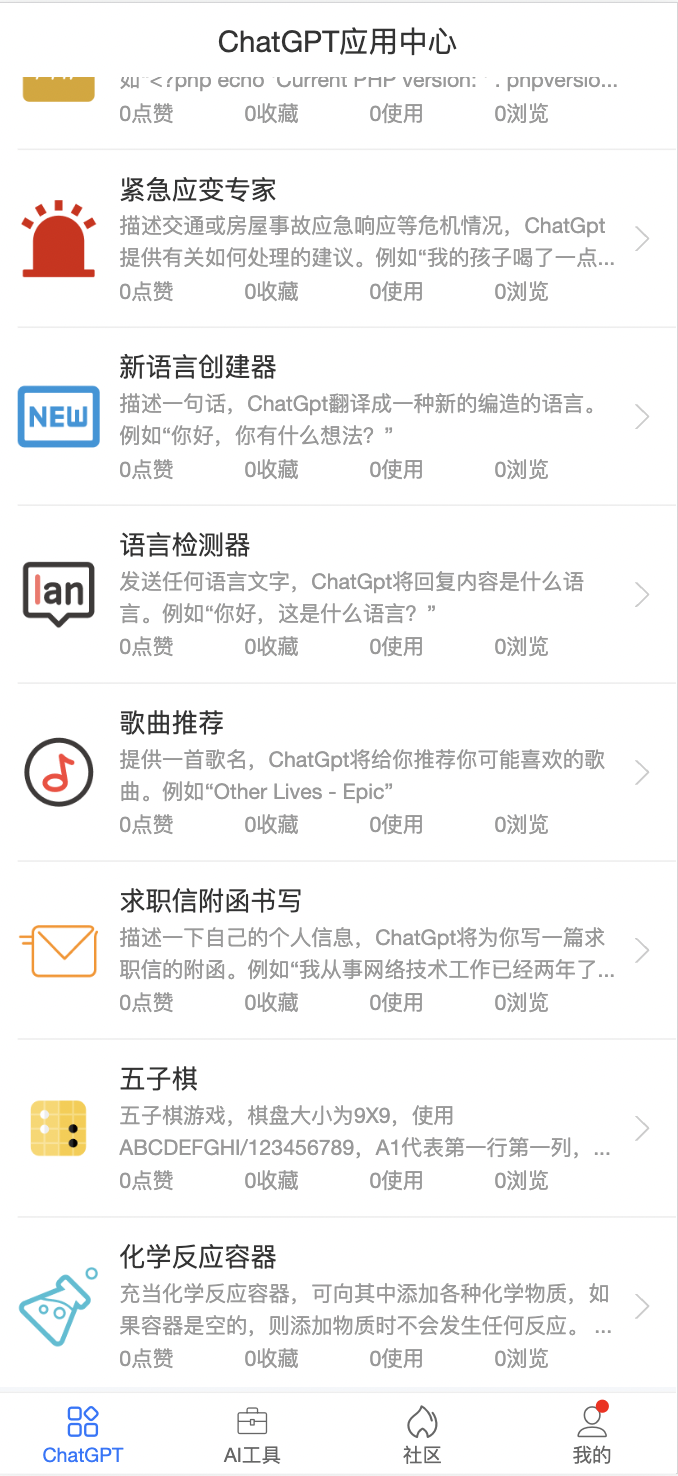 ChatGPT应用中心
如"<?php echo 'Current PHP version: ' . phpversio...
0点赞 0收藏 0使用 0浏览
紧急应变专家
描述交通或房屋事故应急响应等危机情况，ChatGpt
提供有关如何处理的建议。例如“我的孩子喝了一点...
0点赞 0收藏 0使用 0浏览
NEW
新语言创建器
描述一句话，ChatGpt翻译成一种新的编造的语言。
例如“你好，你有什么想法？”
0点赞 0收藏 0使用 0浏览
lan
语言检测器
发送任何语言文字，ChatGpt将回复内容是什么语
言。例如“你好，这是什么语言？”
0点赞 0收藏 0使用 0浏览
歌曲推荐
提供一首歌名，ChatGpt将给你推荐你可能喜欢的歌
曲。例如“Other Lives - Epic”
0点赞 0收藏 0使用 0浏览
求职信附函书写
描述一下自己的个人信息，ChatGpt将为你写一篇求
职信的附函。例如“我从事网络技术工作已经两年了...
0点赞 0收藏 0使用 0浏览
五子棋
五子棋游戏，棋盘大小为9X9，使用
ABCDEFGHI/123456789，A1代表第一行第一列，...
0点赞 0收藏 0使用 0浏览
化学反应容器
充当化学反应容器，可向其中添加各种化学物质，如
果容器是空的，则添加物质时不会发生任何反应。 ...
0点赞 0收藏 0使用 0浏览
ChatGPT AI工具 社区 我的